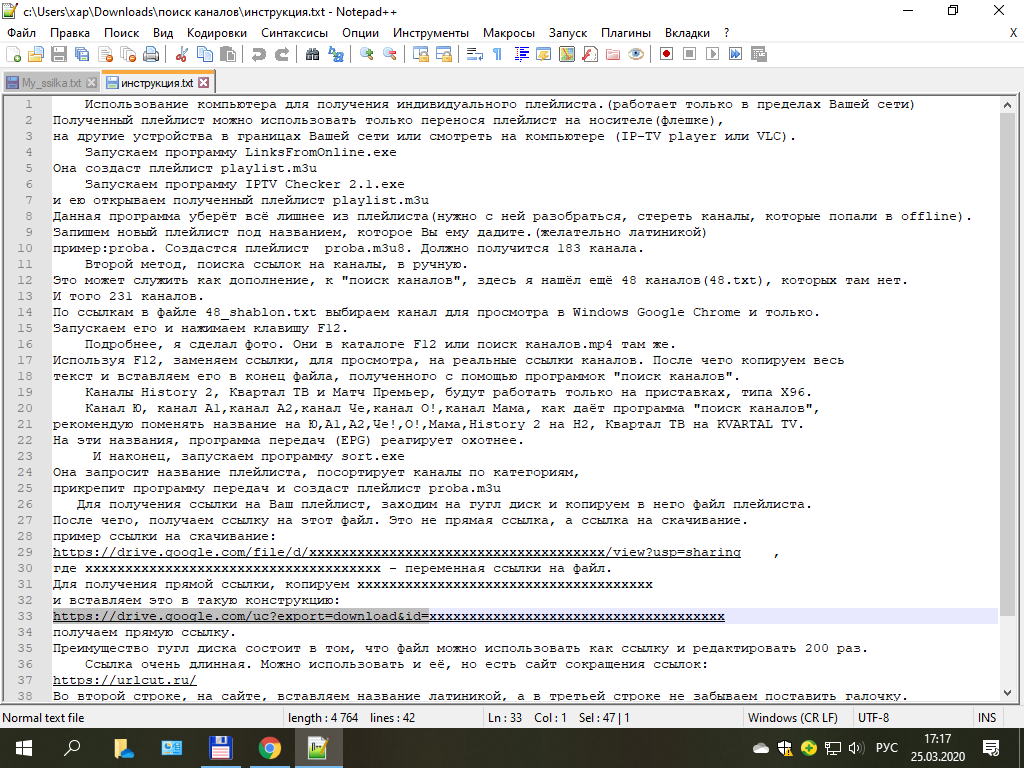 c:\Users\xap\Downloads\поиск каналов\инструкция.txt - Notepad++
Файл Правка Поиск Вид Кодировки Синтаксисы Опции Инструменты Макросы Запуск Плагины Вкладки ? X
My_ssilka.txt инструкция.txt
1 Использование компьютера для получения индивидуального плейлиста.(работает только в пределах Вашей сети)
2 Полученный плейлист можно использовать только перенося плейлист на носителе(флешке),
3 на другие устройства в границах Вашей сети или смотреть на компьютере (IP-TV player или VLC).
4 Запускаем программу LinksFromOnline.exe
5 Она создаст плейлист playlist.m3u
6 Запускаем программу IPTV Checker 2.1.exe
7 и ею открываем полученный плейлист playlist.m3u
8 Данная программа уберёт всё лишнее из плейлиста(нужно с ней разобраться, стереть каналы, которые попали в offline).
9 Запишем новый плейлист под названием, которое Вы ему дадите.(желательно латиникой)
10 пример:proba. Создастся плейлист  proba.m3u8. Должно получится 183 канала.
11 Второй метод, поиска ссылок на каналы, в ручную.
12 Это может служить как дополнение, к "поиск каналов", здесь я нашёл ещё 48 каналов(48.txt), которых там нет.
13 И того 231 каналов.
14 По ссылкам в файле 48_shablon.txt выбираем канал для просмотра в Windows Google Chrome и только.
15 Запускаем его и нажимаем клавишу F12.
16 Подробнее, я сделал фото. Они в каталоге F12 или поиск каналов.mp4 там же.
17 Используя F12, заменяем ссылки, для просмотра, на реальные ссылки каналов. После чего копируем весь
18 текст и вставляем его в конец файла, полученного с помощью программок "поиск каналов".
19 Каналы History 2, Квартал ТВ и Матч Премьер, будут работать только на приставках, типа X96.
20 Канал Ю, канал А1,канал А2,канал Че,канал О!,канал Мама, как даёт программа "поиск каналов",
21 рекомендую поменять название на Ю,А1,А2,Че!,О!,Мама,History 2 на H2, Квартал ТВ на KVARTAL TV.
22 На эти названия, программа передач (EPG) реагирует охотнее.
23 И наконец, запускаем программу sort.exe
24 Она запросит название плейлиста, посортирует каналы по категориям,
25 прикрепит программу передач и создаст плейлист proba.m3u
26 Для получения ссылки на Ваш плейлист, заходим на гугл диск и копируем в него файл плейлиста.
27 После чего, получаем ссылку на этот файл. Это не прямая ссылка, а ссылка на скачивание.
28 пример ссылки на скачивание:
29 https://drive.google.com/file/d/xxxxxxxxxxxxxxxxxxxxxxxxxxxxxxxxxxxxx/view?usp=sharing    ,
30 где xxxxxxxxxxxxxxxxxxxxxxxxxxxxxxxxxxxxx - переменная ссылки на файл.
31 Для получения прямой ссылки, копируем xxxxxxxxxxxxxxxxxxxxxxxxxxxxxxxxxxxxx
32 и вставляем это в такую конструкцию:
33 https://drive.google.com/uc?export=download&id=xxxxxxxxxxxxxxxxxxxxxxxxxxxxxxxxxxxxx
34 получаем прямую ссылку.
35 Преимущество гугл диска состоит в том, что файл можно использовать как ссылку и редактировать 200 раз.
36 Ссылка очень длинная. Можно использовать и её, но есть сайт сокращения ссылок:
37 https://urlcut.ru/
38 Во второй строке, на сайте, вставляем название латиникой, а в третьей строке не забываем поставить галочку.
Normal text file length : 4 764 lines : 42 Ln : 33 Col : 1 Sel : 47 | 1 Windows (CR LF) UTF-8 INS
РУС 17:17
25.03.2020